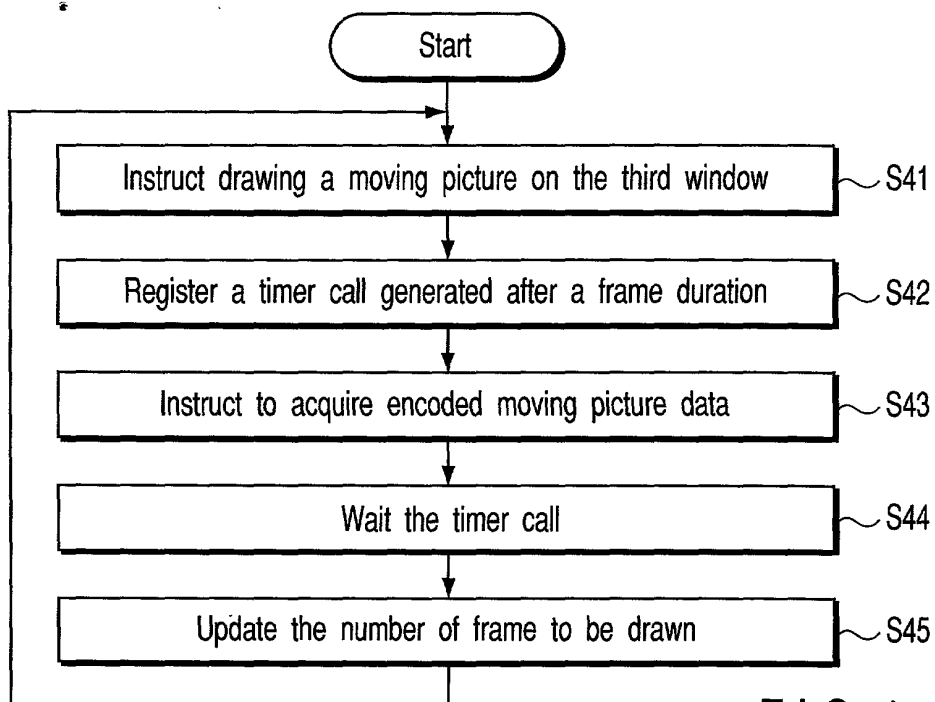 Start
Instruct drawing a moving picture on the third window
S41
Register a timer call generated after a frame duration
S42
Instruct to acquire encoded moving picture data
S43
Wait the timer call
S44
Update the number of frame to be drawn
S45